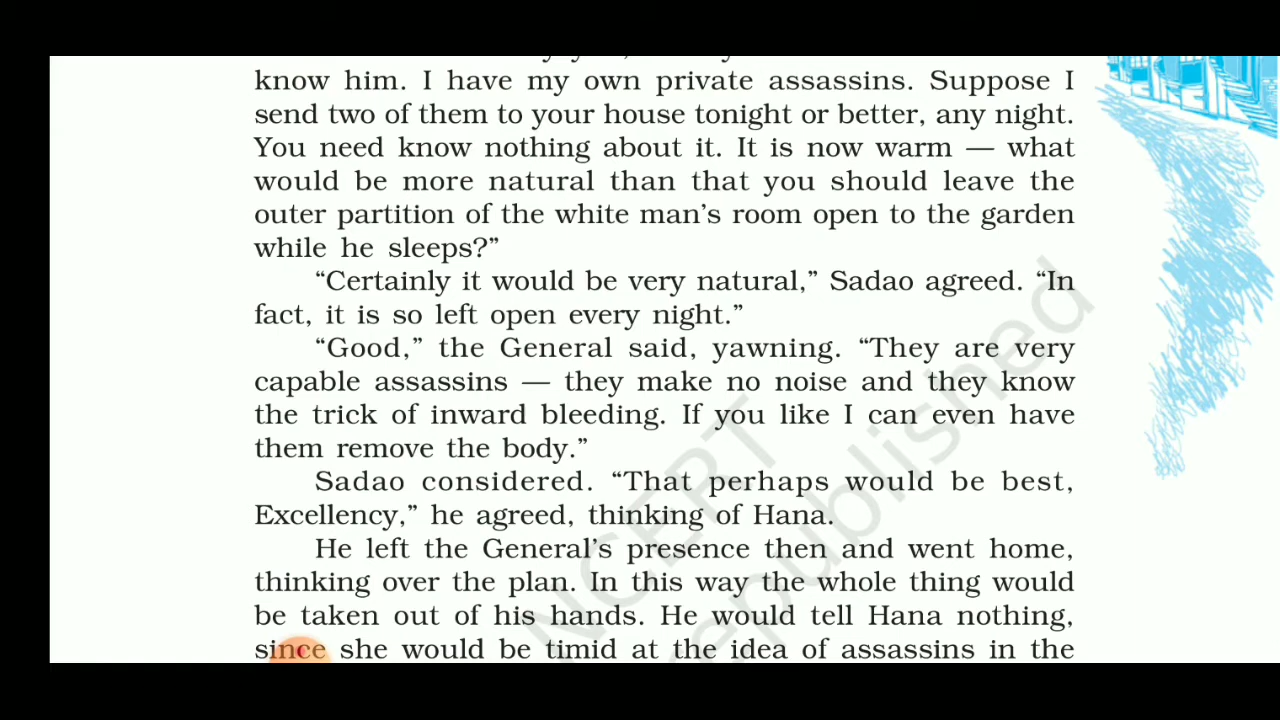 know him. I have my own private assassins. Suppose I
send two of them to your house tonight or better, any night.
You need know nothing about it. It is now warm — what
would be more natural than that you should leave the
outer partition of the white man’s room open to the garden
while he sleeps?”
“Certainly it would be very natural,” Sadao agreed. “In
fact, it is so left open every night.”
“Good,” the General said, yawning. “They are very
capable assassins — they make no noise and they know
the trick of inward bleeding. If you like I can even have
them remove the body.”
Sadao considered. “That perhaps would be best,
Excellency,” he agreed, thinking of Hana.
He left the General’s presence then and went home,
thinking over the plan. In this way the whole thing would
be taken out of his hands. He would tell Hana nothing,
since she would be timid at the idea of assassins in the
NCERT
epublished